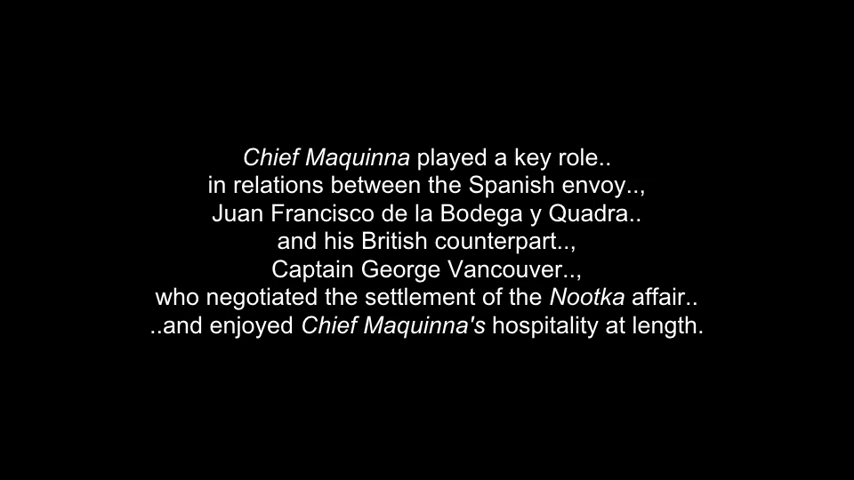 Chief Maquinna played a key role..
in relations between the Spanish envoy..,
Juan Francisco de la Bodega y Quadra..
and his British counterpart..,
Captain George Vancouver..,
who negotiated the settlement of the Nootka affair..
..and enjoyed Chief Maquinna's hospitality at length.